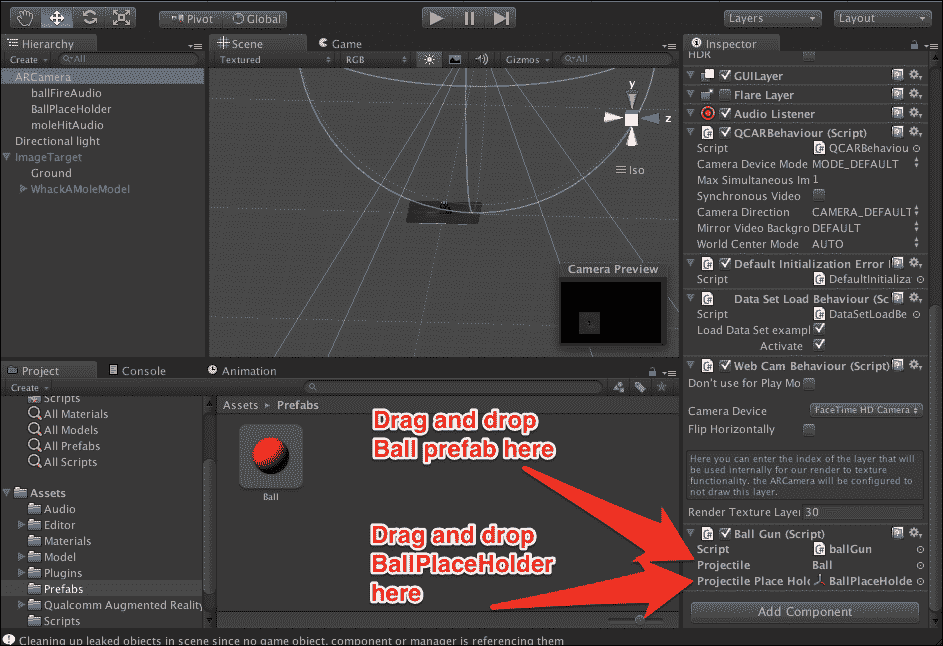 Pivot Global Layers Layout
Hierarchy
Create All
ARCamera
ballFireAudio
BallPlaceHolder
moleHitAudio
Directional light
ImageTarget
Ground
WhackAMoleModel
Scene Game
Textured RGB Gizmos All
y
z
Iso
Camera Preview
Inspector
HDR
GUILayer
Flare Layer
Audio Listener
QCARBehaviour (Script)
Script QCARBehaviou
Camera Device Mode MODE_DEFAULT
Max Simultaneous Im 1
Synchronous Video
Camera Direction CAMERA_DEFAULT
Mirror Video Backgro DEFAULT
World Center Mode AUTO
Default Initialization Error
Script DefaultInitializa
Data Set Load Behaviour (Sc
Script DataSetLoadBe
Load Data Set exampl
Activate
Web Cam Behaviour (Script)
Don't use for Play Mo
Camera Device FaceTime HD Camera
Flip Horizontally
Here you can enter the index of the layer that will
be used internally for our render to texture
functionality. the ARCamera will be configured to
not draw this layer.
Render Texture Layer 30
Ball Gun (Script)
Script ballGun
Projectile Ball
Projectile Place Hol BallPlaceHolde
Add Component
Project Console Animation
Create
Scripts
All Materials
All Models
All Prefabs
All Scripts
Assets
Audio
Editor
Materials
Model
Plugins
Prefabs
Qualcomm Augmented Reality
Scripts
Assets Prefabs
Ball
Drag and drop
Ball prefab here
Drag and drop
BallPlaceHolder
here
Cleaning up leaked objects in scene since no game object, component or manager is referencing them